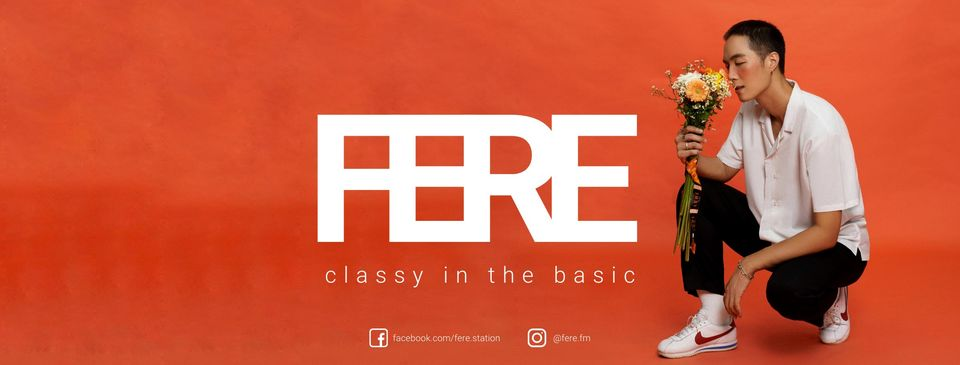 FERE
classy in the basic
facebook.com/fere.station @fere.fm